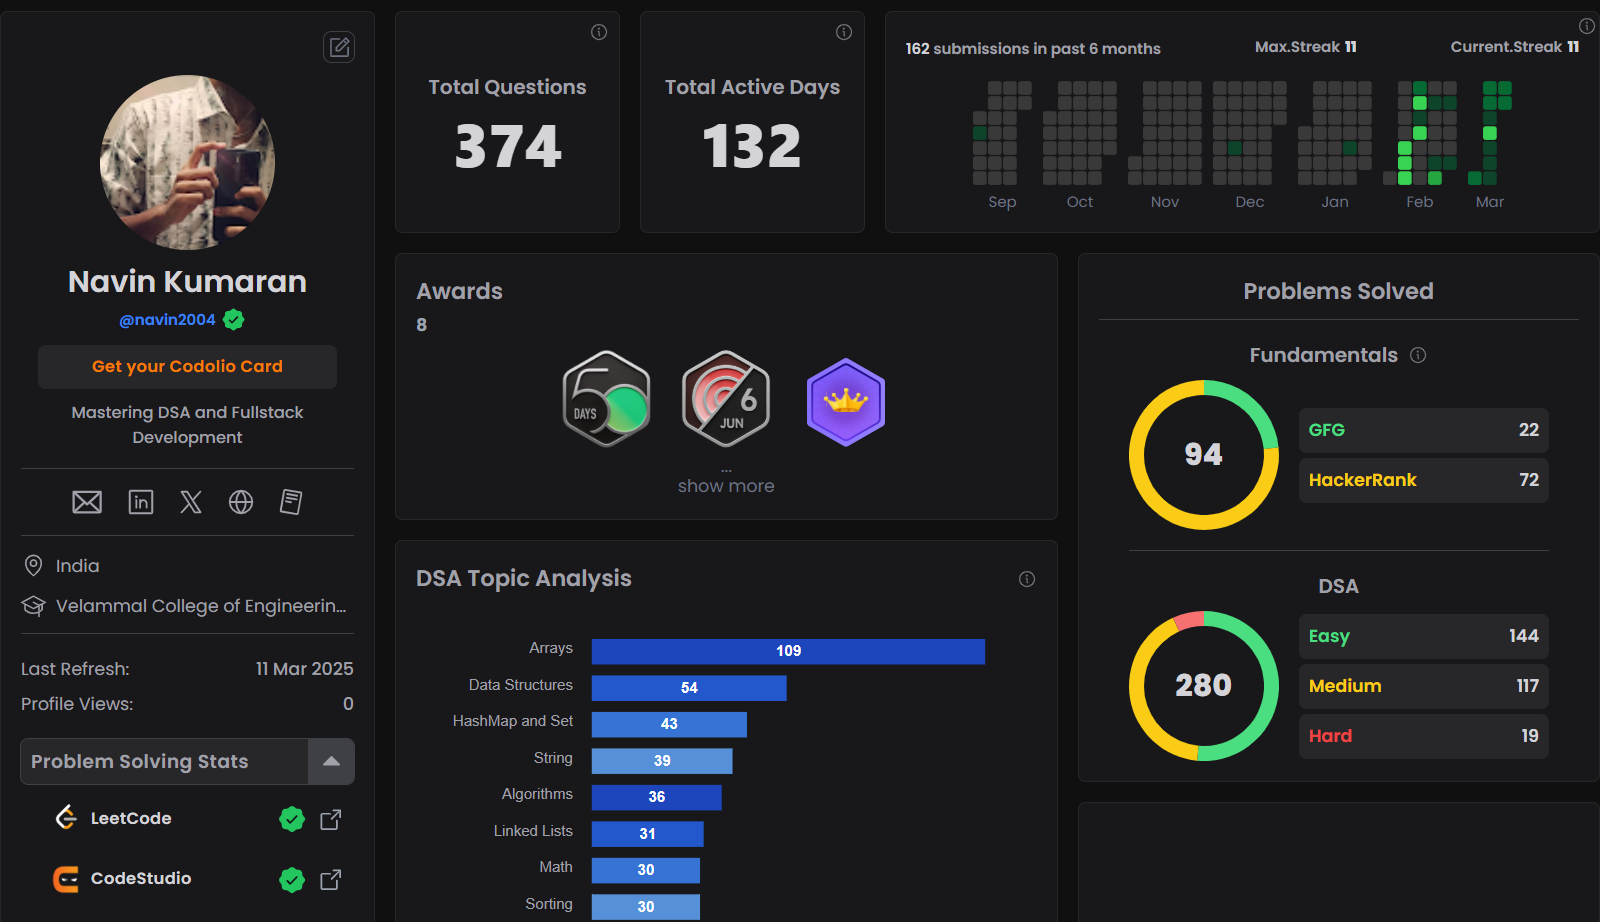 Navin Kumaran
@navin2004
Get your Codolio Card
Mastering DSA and Fullstack
Development
India
Velammal College of Engineerin...
Last Refresh: 11 Mar 2025
Profile Views: 0
Problem Solving Stats
LeetCode
CodeStudio
Total Questions
374
Total Active Days
132
162 submissions in past 6 months Max.Streak 11 Current.Streak 11
Sep Oct Nov Dec Jan Feb Mar
Awards
8
50 DAYS
6 JUN
...
show more
DSA Topic Analysis
Arrays 109
Data Structures 54
HashMap and Set 43
String 39
Algorithms 36
Linked Lists 31
Math 30
Sorting 30
Problems Solved
Fundamentals
94
GFG 22
HackerRank 72
DSA
280
Easy 144
Medium 117
Hard 19